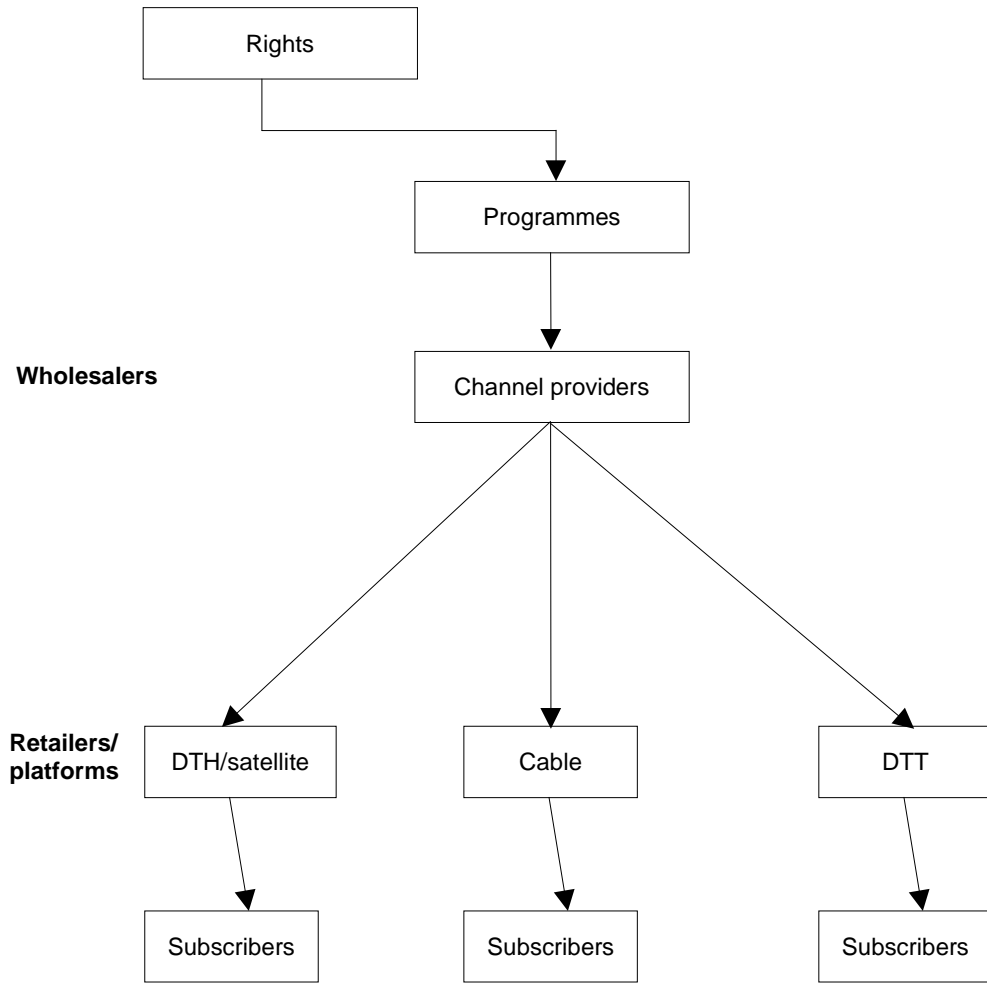 Rights
Programmes
Wholesalers
Channel providers
Retailers/
platforms
DTH/satellite
Cable
DTT
Subscribers
Subscribers
Subscribers